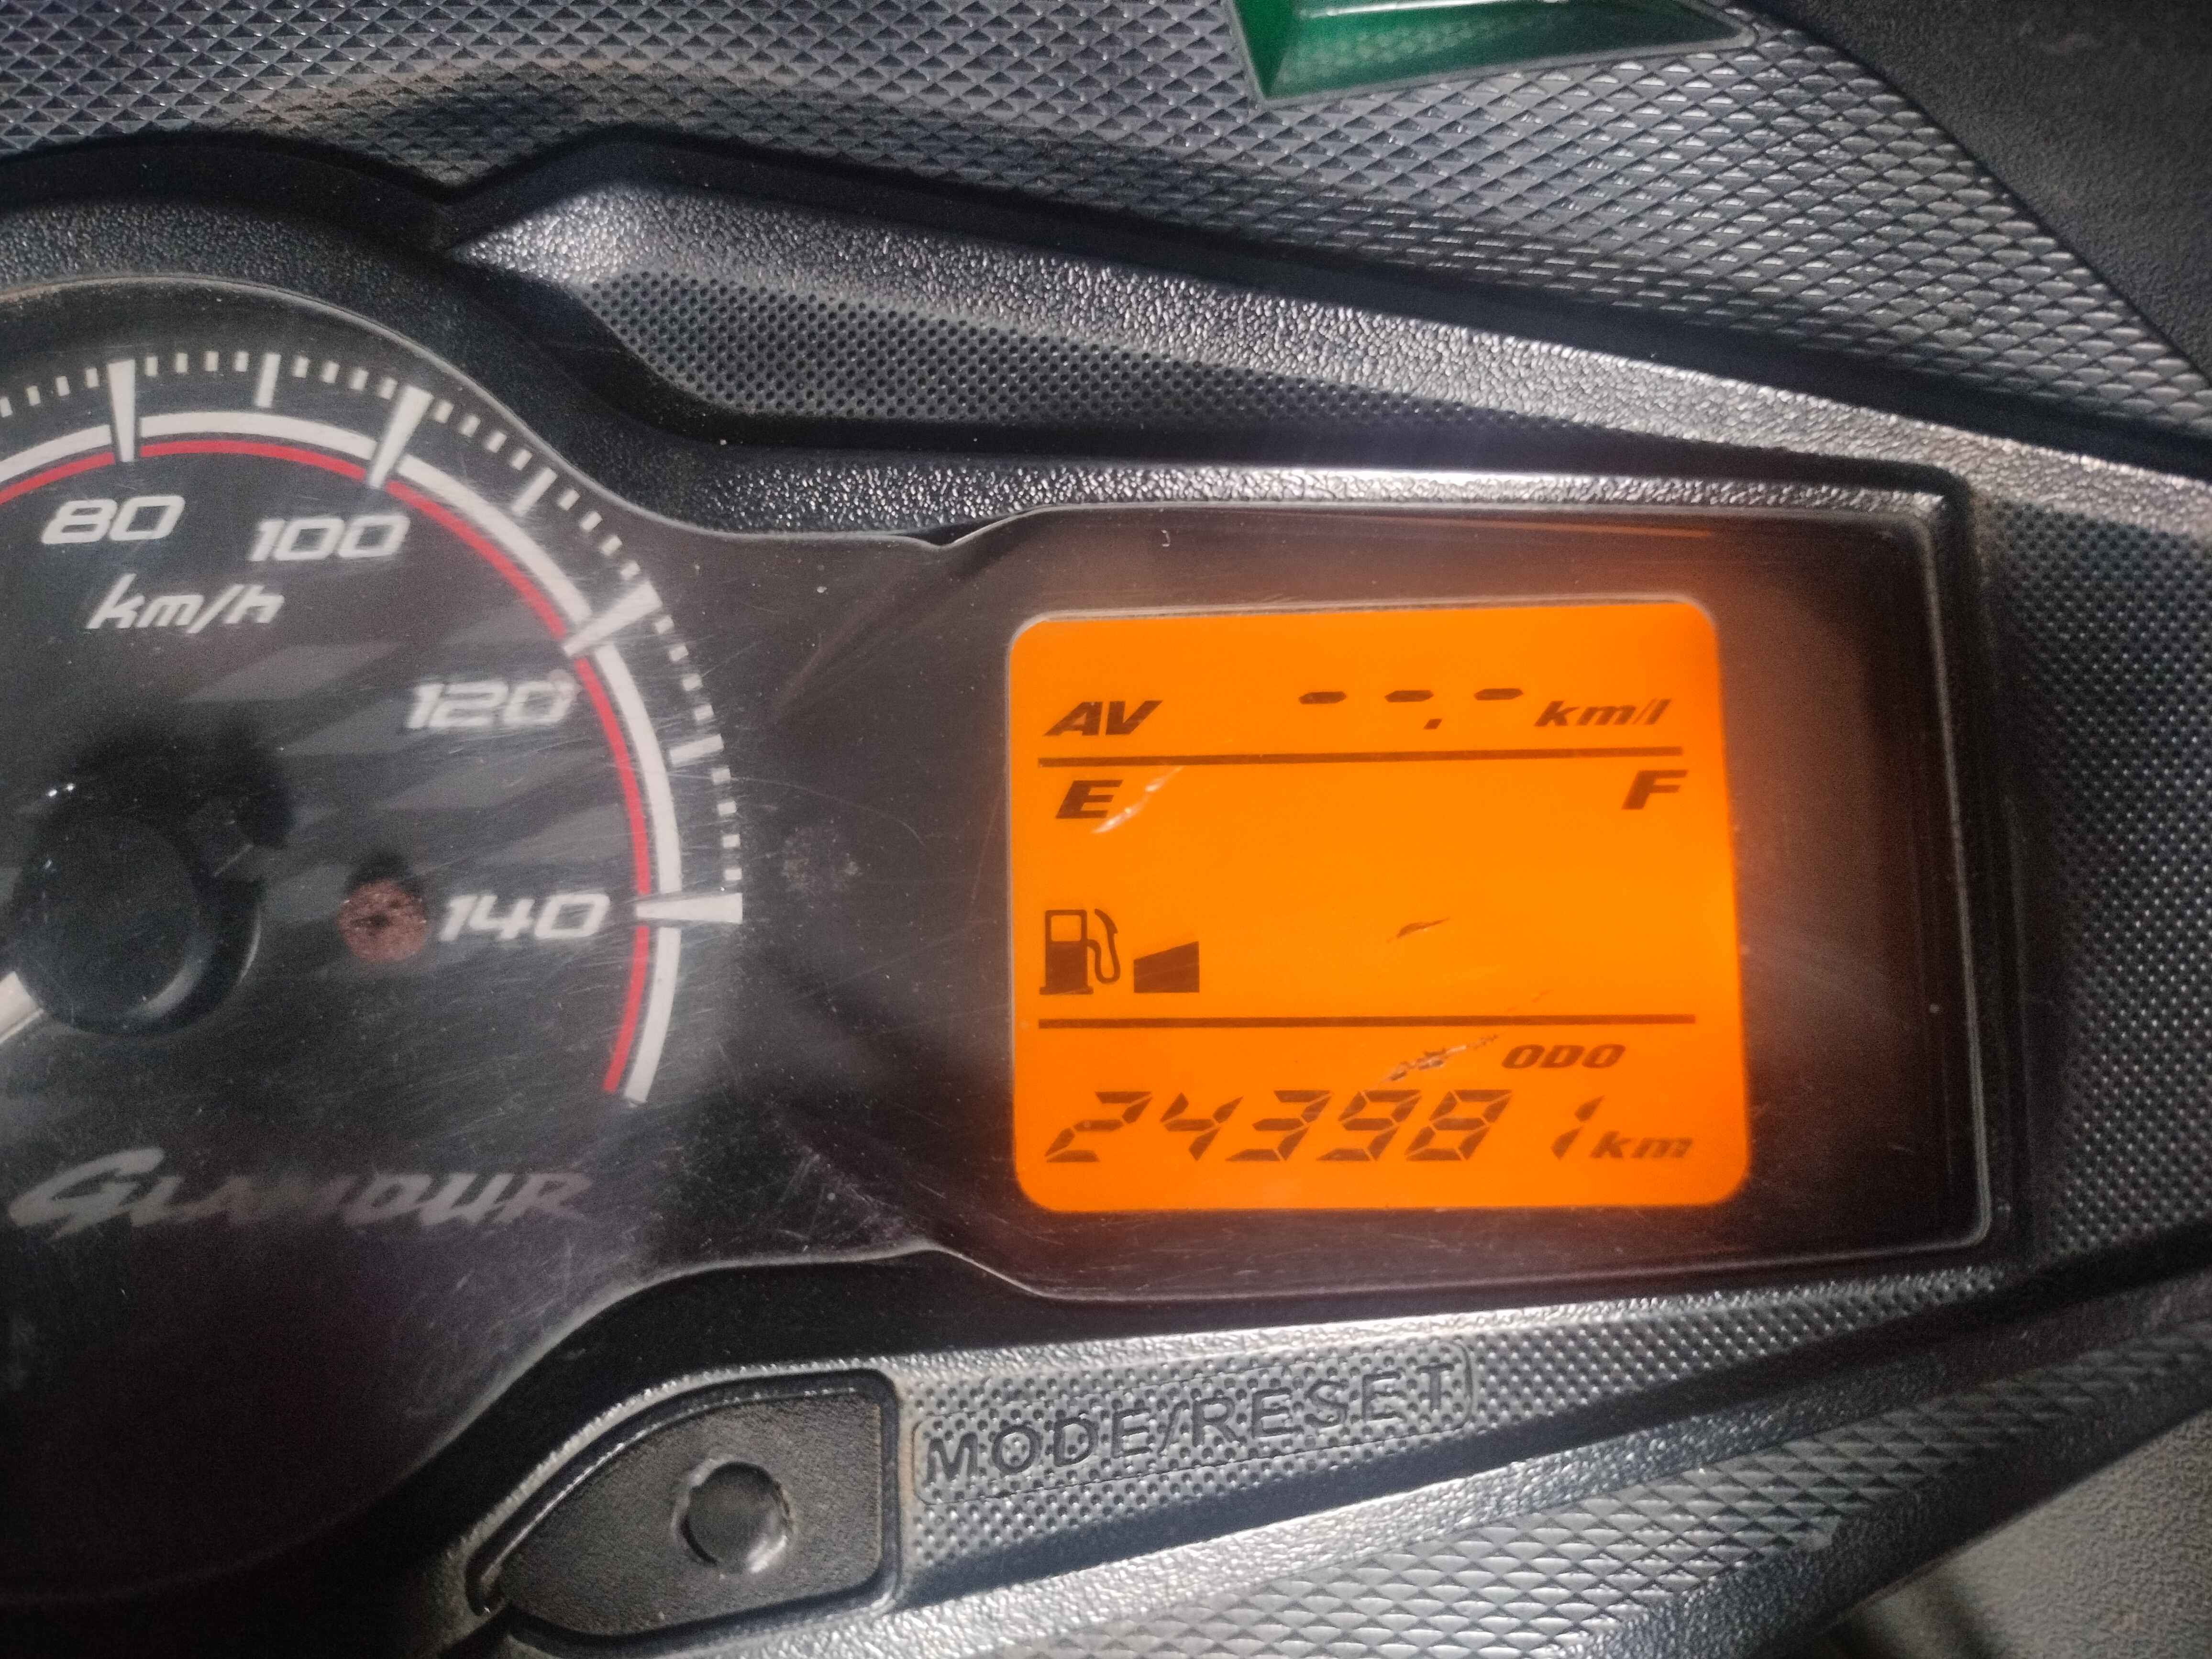 80 100
km/h
120
140
GLAMOUR
AV --.- km/l
E F
ODO
243981 km
MODE/RESET